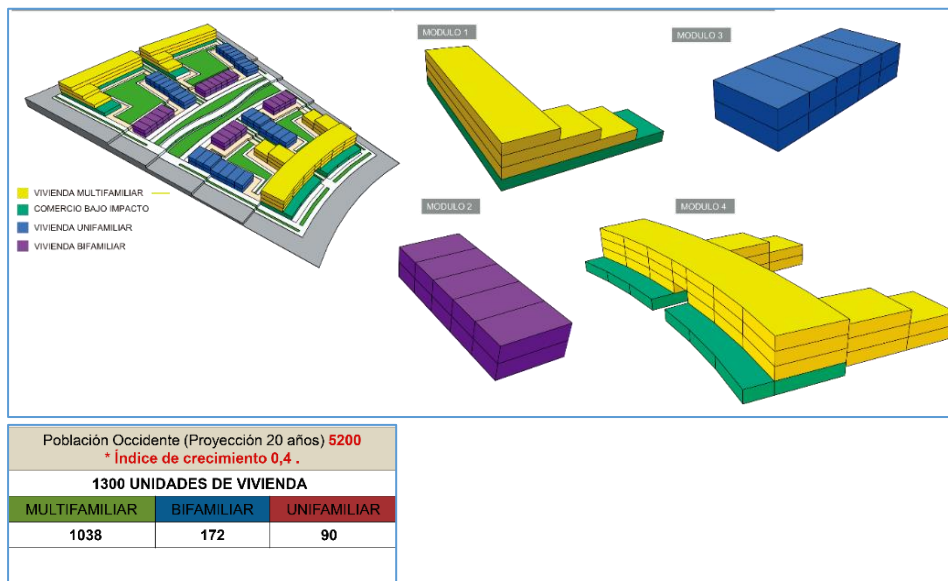 MODULO 1
MODULO 3
VIVIENDA MULTIFAMILIAR
COMERCIO BAJO IMPACTO
VIVIENDA UNIFAMILIAR
VIVIENDA BIFAMILIAR
MODULO 2
MODULO 4
Población Occidente (Proyección 20 años) 5200
* Índice de crecimiento 0,4 .
1300 UNIDADES DE VIVIENDA
MULTIFAMILIAR BIFAMILIAR UNIFAMILIAR
1038 172 90